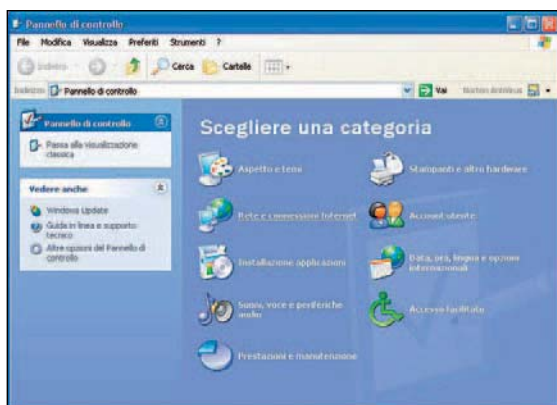 Pannello di controllo
File Modifica Visualizza Preferiti Strumenti ?
Indietro Cerca Cartelle
Indirizzo Pannello di controllo Vai Norton AntiVirus
Pannello di controllo
Passa alla visualizzazione
classica
Vedere anche
Windows Update
Guida in linea e supporto
tecnico
Altre opzioni del Pannello di
controllo
Scegliere una categoria
Aspetto e temi
Stampanti e altro hardware
Rete e connessioni Internet
Account utente
Installazione applicazioni
Data, ora, lingua e opzioni
internazionali
Suoni, voce e periferiche
audio
Accesso facilitato
Prestazioni e manutenzione